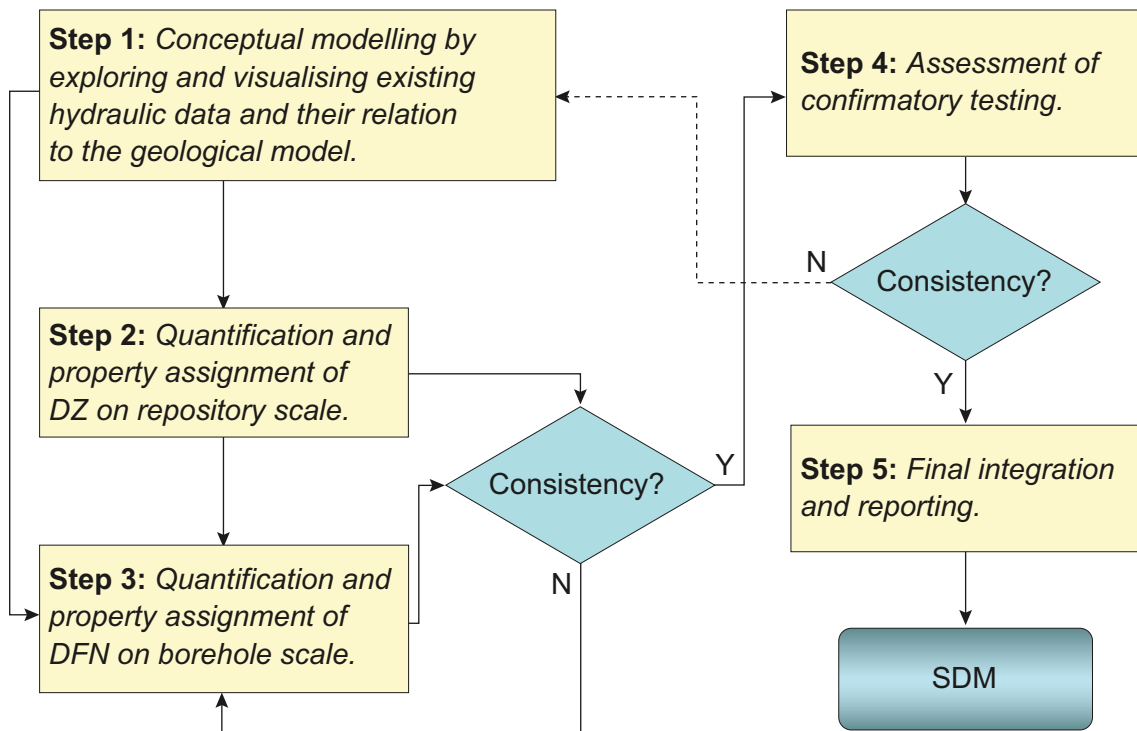 Step 1: Conceptual modelling by
exploring and visualising existing
hydraulic data and their relation
to the geological model.
Step 2: Quantification and
property assignment of
DZ on repository scale.
Step 3: Quantification and
property assignment of
DFN on borehole scale.
Consistency?
Y
N
Step 4: Assessment of
confirmatory testing.
Consistency?
N
Y
Step 5: Final integration
and reporting.
SDM